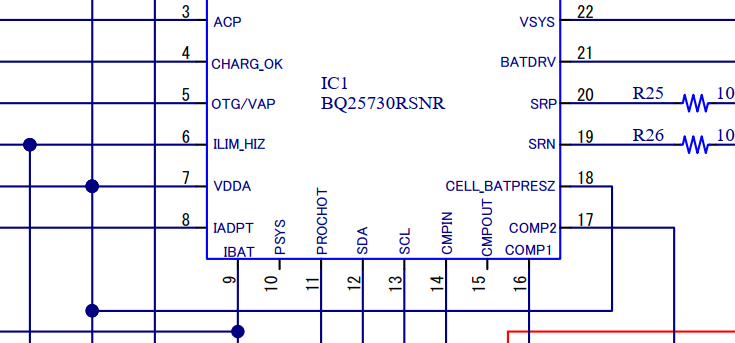 3
ACP
VSYS
22
4
CHARG_OK
BATDRV
21
IC1
BQ25730RSNR
5
OTG/VAP
SRP
20
R25
10
6
ILIM_HIZ
SRN
19
R26
10
7
VDDA
CELL_BATPRESZ
18
8
IADPT
COMP2
17
IBAT
PSYS
PROCHOT
SDA
SCL
CMPIN
CMPOUT
COMP1
9
10
11
12
13
14
15
16